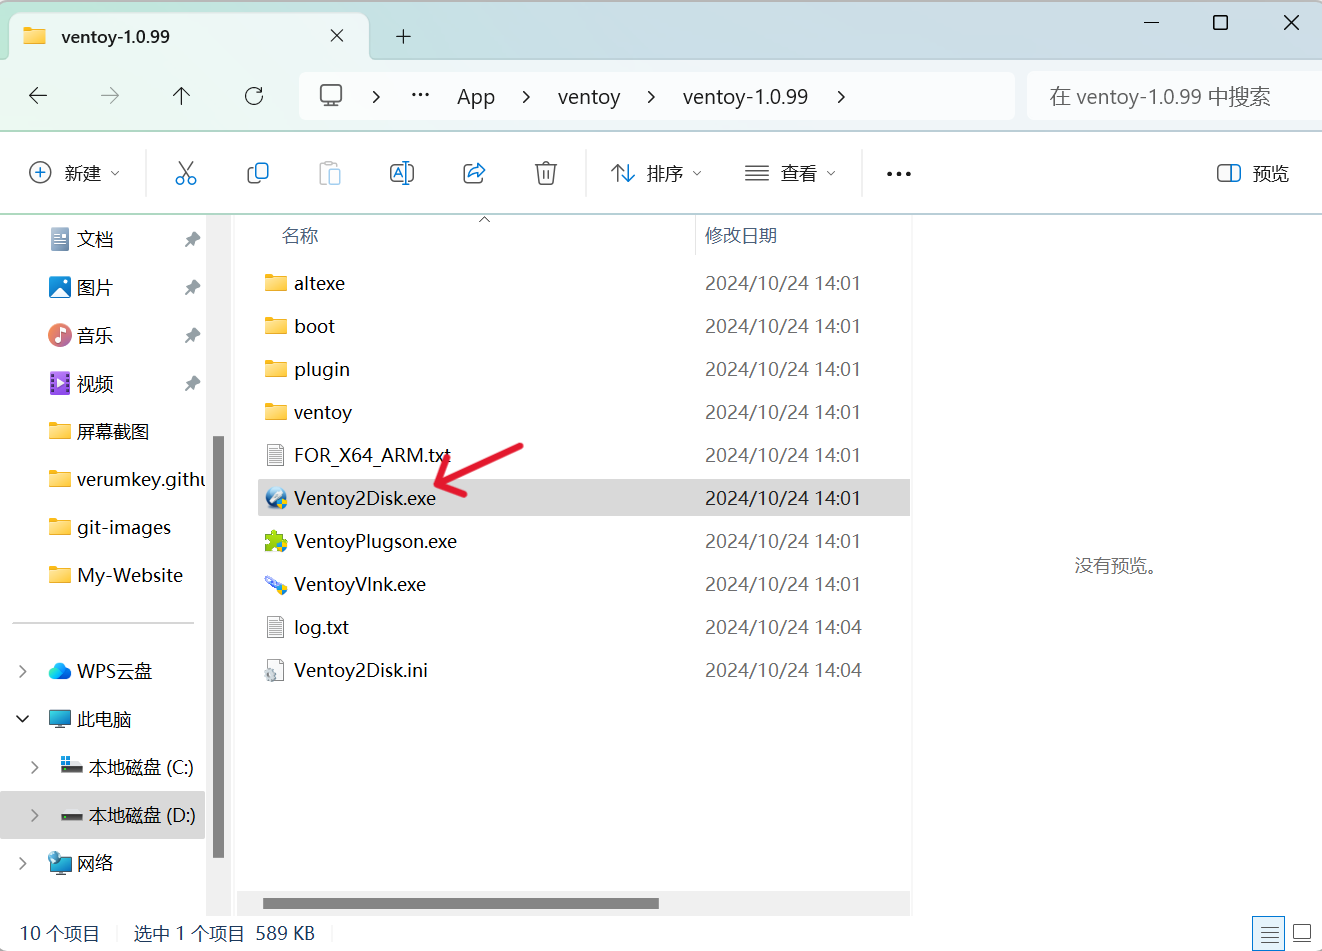 ventoy-1.0.99
App ventoy ventoy-1.0.99
在 ventoy-1.0.99 中搜索
新建
排序
查看
预览
文档
图片
音乐
视频
屏幕截图
verumkey.githu
git-images
My-Website
WPS云盘
此电脑
本地磁盘 (C:)
本地磁盘 (D:)
网络
名称 修改日期
altexe 2024/10/24 14:01
boot 2024/10/24 14:01
plugin 2024/10/24 14:01
ventoy 2024/10/24 14:01
FOR_X64_ARM.txt 2024/10/24 14:01
Ventoy2Disk.exe 2024/10/24 14:01
VentoyPlugson.exe 2024/10/24 14:01
VentoyVlnk.exe 2024/10/24 14:01
log.txt 2024/10/24 14:04
Ventoy2Disk.ini 2024/10/24 14:04
没有预览。
10 个项目 选中 1 个项目 589 KB